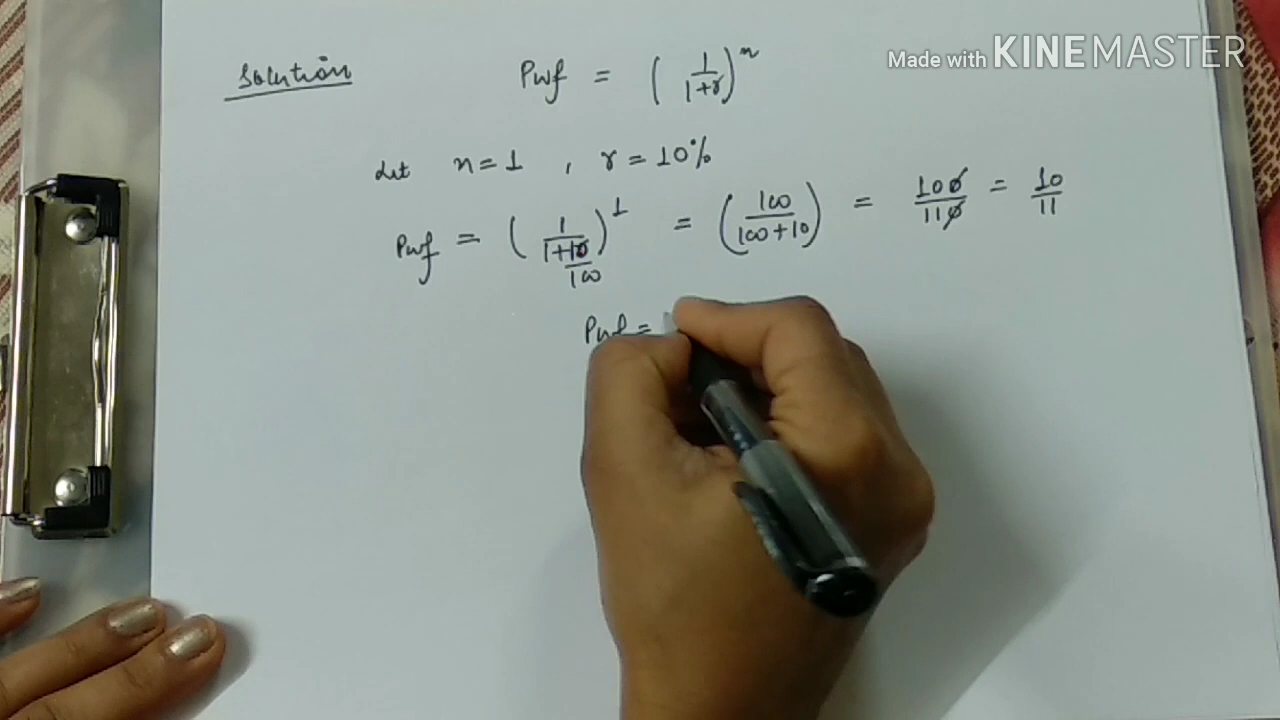 Made with KINEMASTER
Solution Pwf = (1/(1+r))^n
Let n=1 , r=10%
Pwf = (1/(1+10/100))^1 = (100/(100+10)) = 100/110 = 10/11
Pwf =